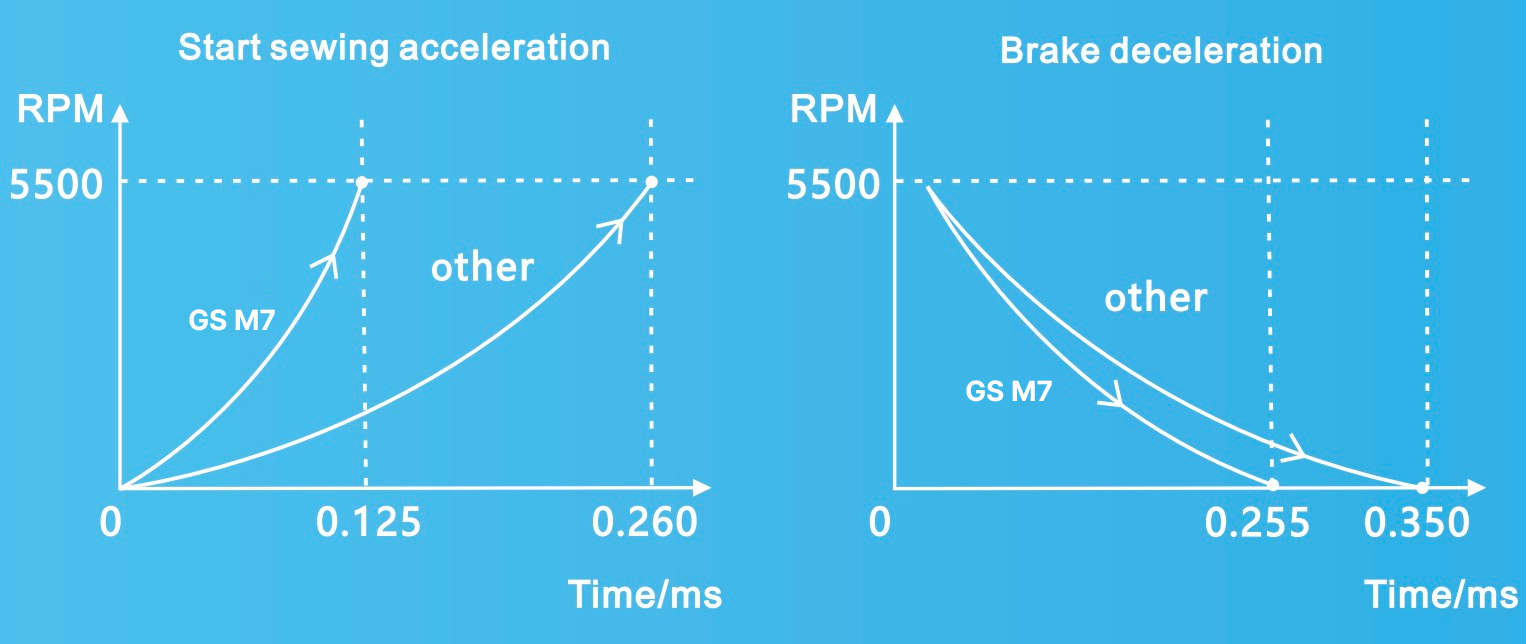 Start sewing acceleration
RPM
5500
other
GS M7
0
0.125
0.260
Time/ms
Brake deceleration
RPM
5500
other
GS M7
0
0.255
0.350
Time/ms